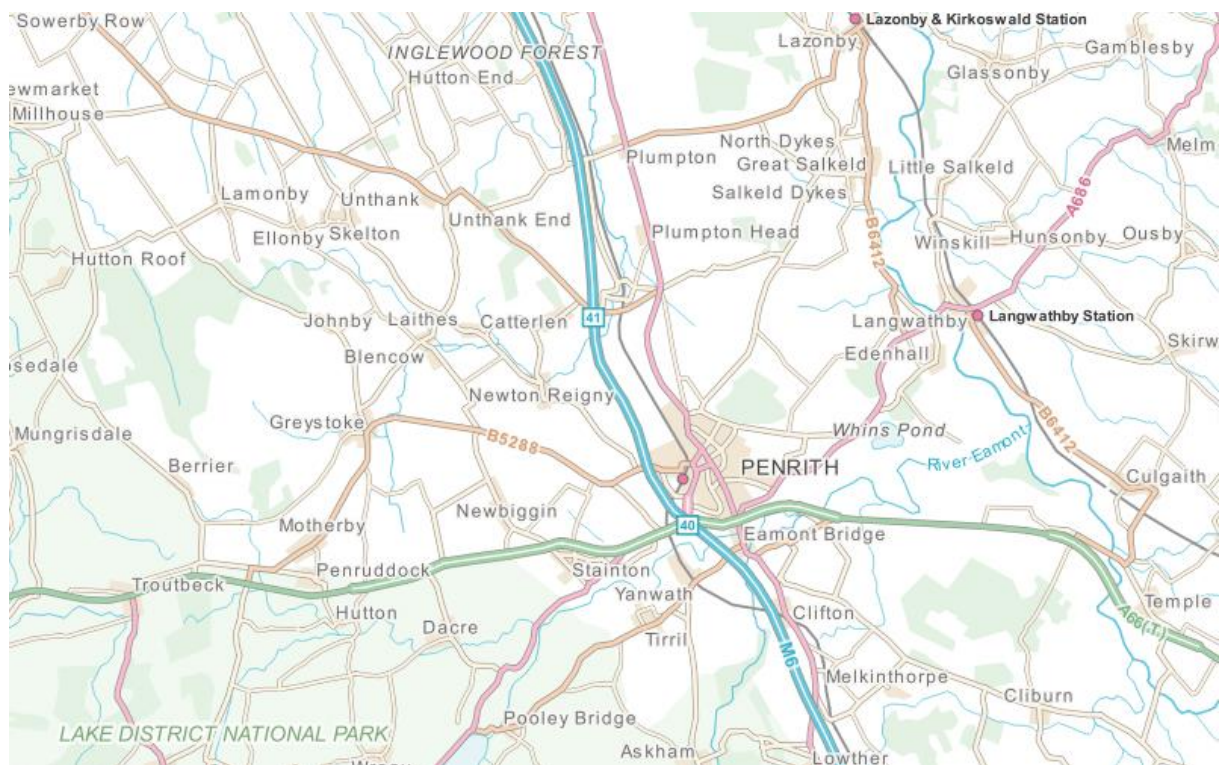 Sowerby Row
Lazonby & Kirkoswald Station
Lazonby
Gamblesby
INGLEWOOD FOREST
Hutton End
Glassonby
ewmarket
Millhouse
North Dykes
Plumpton
Great Salkeld
Little Salkeld
Melm
Lamonby
Unthank
Salkeld Dykes
A686
Unthank End
Ellonby
Skelton
Plumpton Head
B6412
Winskill
Hunsonby
Ousby
Hutton Roof
41
Johnby
Laithes
Catterlen
Langwathby
Langwathby Station
Blencow
Edenhall
Skirw
osedale
Newton Reigny
Greystoke
B5288
Whins Pond
B6412
Mungrisdale
Berrier
PENRITH
River Eamont
Culgaith
Newbiggin
40
Motherby
Eamont Bridge
Troutbeck
Penruddock
Stainton
Yanwath
Temple
Hutton
Dacre
Clifton
A66(T)
Tirril
M6
Melkinthorpe
Cliburn
Pooley Bridge
LAKE DISTRICT NATIONAL PARK
Askham
Lowther